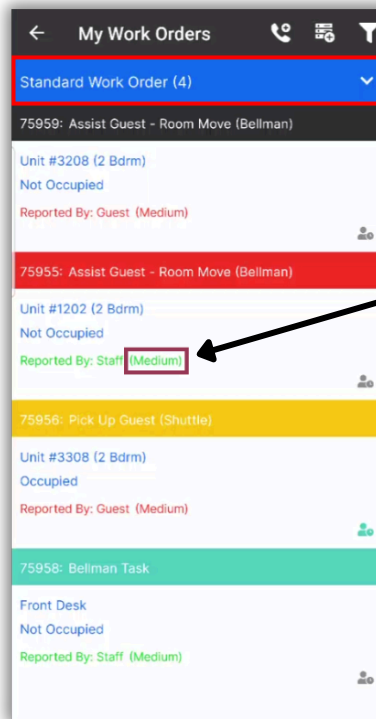 My Work Orders
Standard Work Order (4)
75959: Assist Guest - Room Move (Bellman)
Unit #3208 (2 Bdrm)
Not Occupied
Reported By: Guest (Medium)
75955: Assist Guest - Room Move (Bellman)
Unit #1202 (2 Bdrm)
Not Occupied
Reported By: Staff (Medium)
75956: Pick Up Guest (Shuttle)
Unit #3308 (2 Bdrm)
Occupied
Reported By: Guest (Medium)
75958: Bellman Task
Front Desk
Not Occupied
Reported By: Staff (Medium)